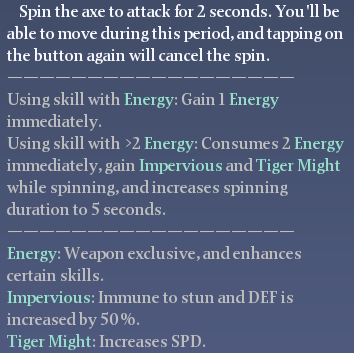 Spin the axe to attack for 2 seconds. You'll be
able to move during this period, and tapping on
the button again will cancel the spin.
——————————————————
Using skill with Energy: Gain 1 Energy
immediately.
Using skill with >2 Energy: Consumes 2 Energy
immediately, gain Impervious and Tiger Might
while spinning, and increases spinning
duration to 5 seconds.
——————————————————
Energy: Weapon exclusive, and enhances
certain skills.
Impervious: Immune to stun and DEF is
increased by 50%.
Tiger Might: Increases SPD.